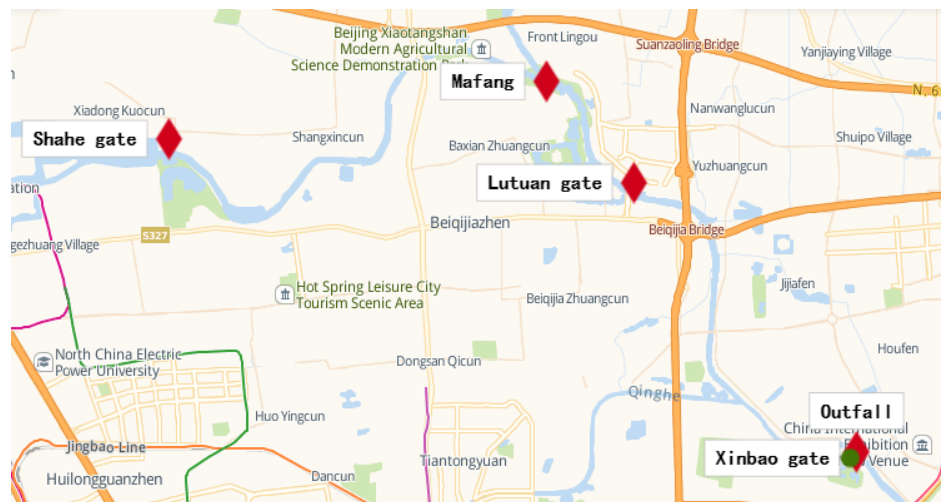 Beijing Xiaotangshan
Modern Agricultural
Science Demonstration Park
Front Lingou
Suanzaoling Bridge
Yanjiaying Village
Mafang
N. 6
Xiadong Kuocun
Nanwanglucun
Shahe gate
Shangxincun
Baxian Zhuangcun
Shuipo Village
Yuzhuangcun
Lutuan gate
ation
Beiqijiazhen
Beiqijia Bridge
S327
gezhuang Village
Hot Spring Leisure City
Tourism Scenic Area
Beiqijia Zhuangcun
Jijiafen
North China Electric
Power University
Dongsan Qicun
Houfen
Qinghe
Huo Yingcun
Outfall
China International
Exhibition
Venue
Jingbao Line
Xinbao gate
Tiantongyuan
Huilongguanzhen
Dancun